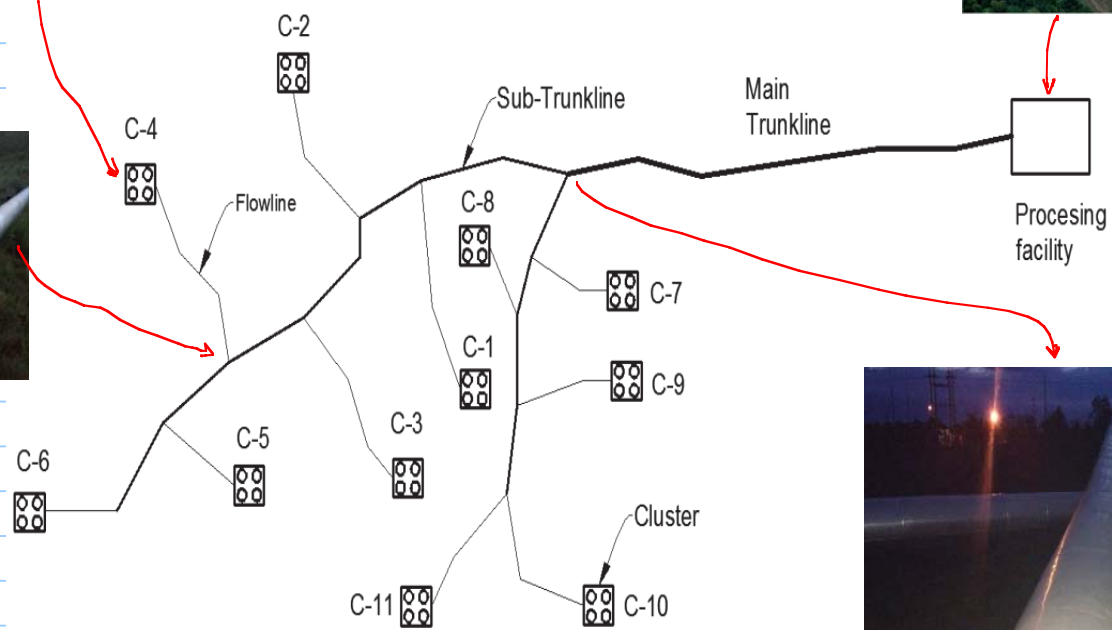 C-2
Sub-Trunkline
Main
Trunkline
C-4
Flowline
C-8
Procesing
facility
C-7
C-1
C-9
C-3
C-5
C-6
Cluster
C-11
C-10